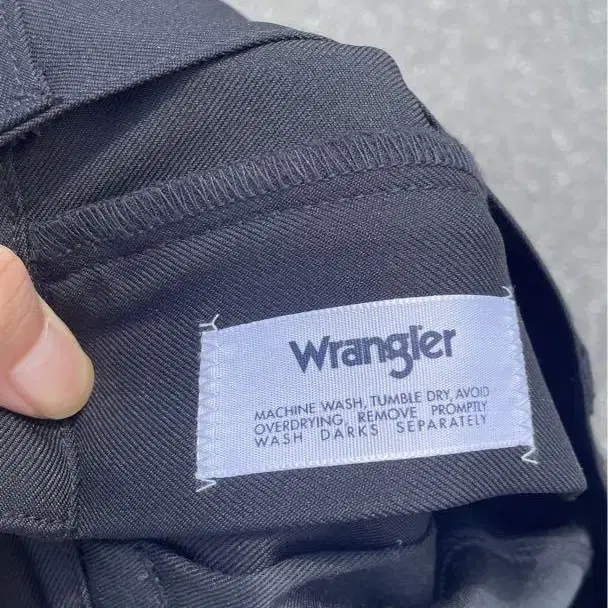 Wrangler
MACHINE WASH, TUMBLE DRY, AVOID
OVERDRYING, REMOVE PROMPTLY
WASH DARKS SEPARATELY